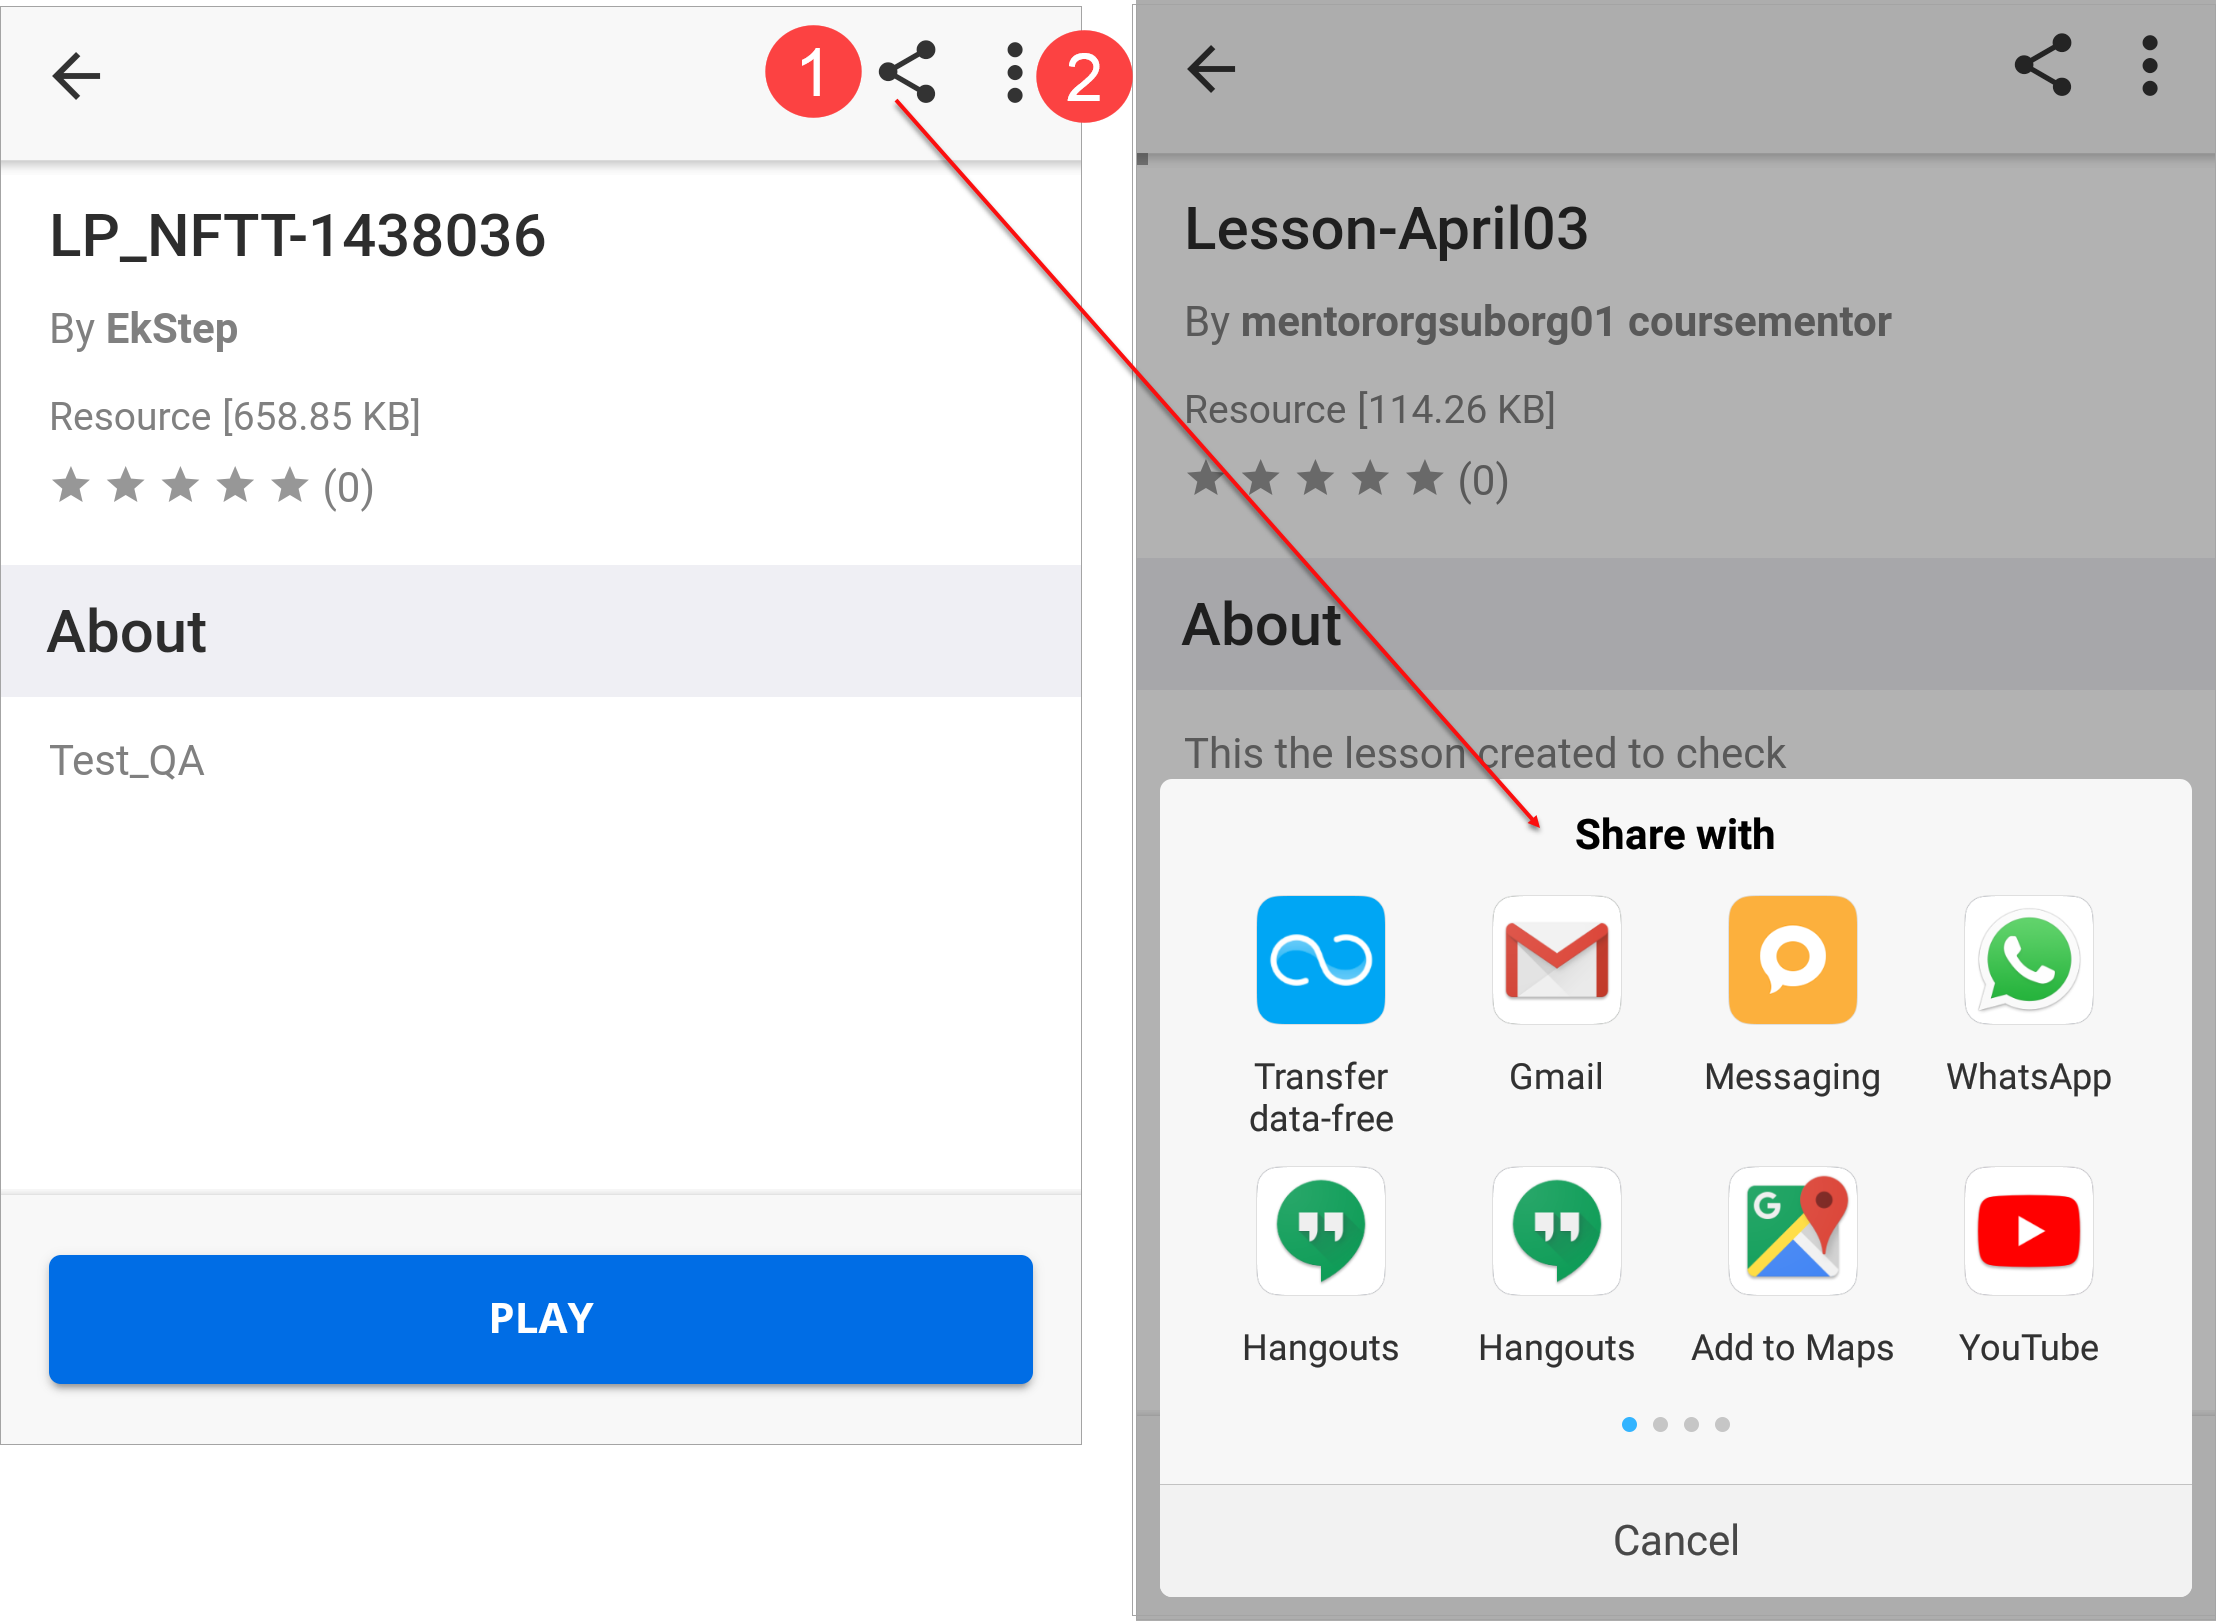 1
2
LP_NFTT-1438036
By EkStep
Resource [658.85 KB]
(0)
About
Test_QA
PLAY
Lesson-April03
By mentororgsuborg01 coursementor
Resource [114.26 KB]
(0)
About
This the lesson created to check
Share with
Transfer
data-free
Gmail
Messaging
WhatsApp
Hangouts
Hangouts
G
Add to Maps
YouTube
Cancel